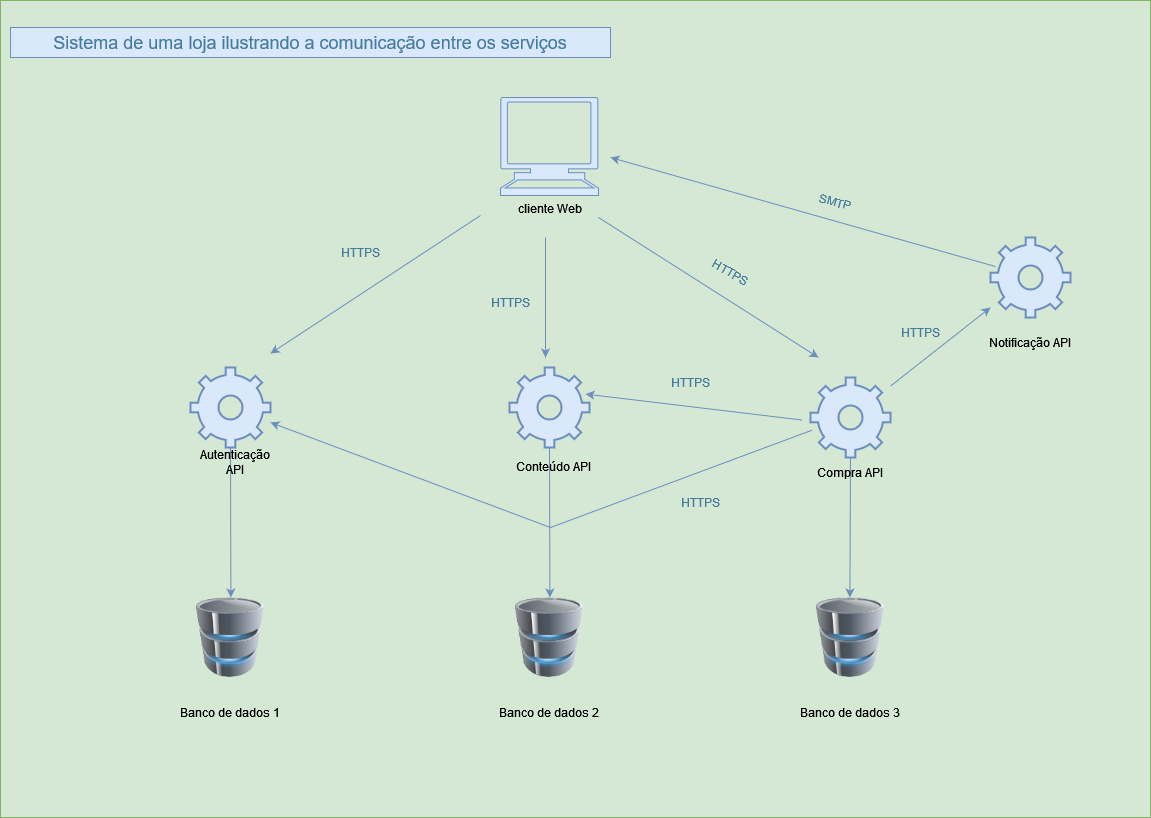 Sistema de uma loja ilustrando a comunicação entre os serviços
cliente Web
SMTP
HTTPS
HTTPS
HTTPS
HTTPS
Notificação API
HTTPS
Autenticação
API
Conteúdo API
Compra API
HTTPS
Banco de dados 1
Banco de dados 2
Banco de dados 3